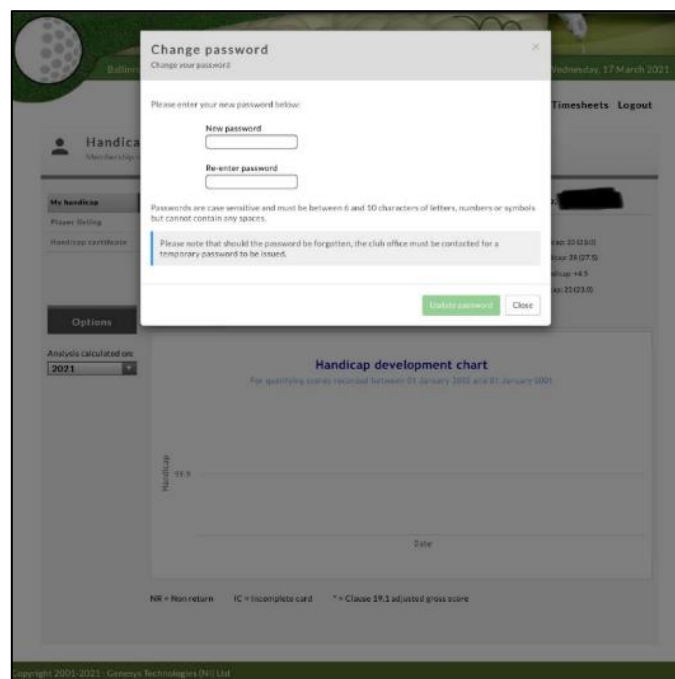 Change password
×
Change your password
Wednesday, 17 March 2021
Timesheets Logout
Please enter your new password below:
New password
Re-enter password
Passwords are case sensitive and must be between 6 and 10 characters of letters, numbers or symbols
but cannot contain any spaces.
Please note that should the password be forgotten, the club office must be contacted for a
temporary password to be issued.
Update password
Close
Handica
Membership
My handicap
Handicap certificate
Options
Analysis calculated on:
2021
Handicap development chart
Handicap
Date
NR = Non return IC = Incomplete card * = Clause 19.1 adjusted gross score
Copyright 2001-2021 : Genesys Technologies (NI) Ltd